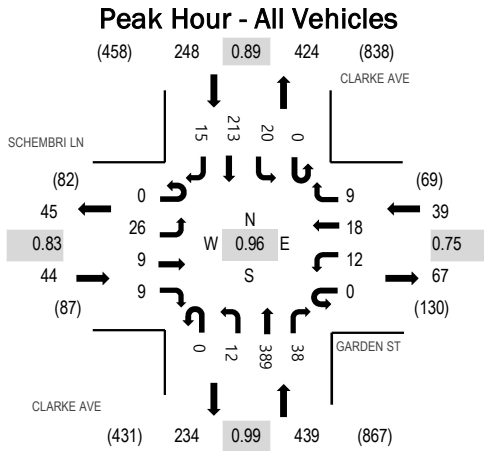 Peak Hour - All Vehicles
(458) 248 0.89 424 (838)
CLARKE AVE
15 213 20 0
SCHEMBRI LN
(82) 0 9 (69)
45 39
26 N 18
0.83 W 0.96 E 0.75
9 S 12
44 67
9 0
(87) (130)
0 12 389 38
GARDEN ST
CLARKE AVE
(431) 234 0.99 439 (867)